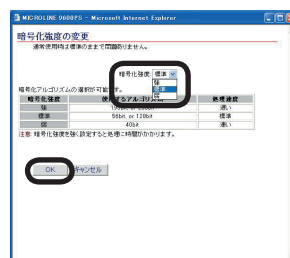 MICROLINE 9600PS - Microsoft Internet Explorer
暗号化強度の変更
通常使用時は標準のままで問題ありません。
暗号化強度 標準
強
標準
弱
暗号化アルゴリズムの選択が可能です。
暗号化強度 使用するアルゴリズム 処理速度
強 遅い
標準 56bit, or 128bit 標準
弱 40bit 速い
注意: 暗号化強度を強く設定すると処理に時間がかかります。
OK キャンセル